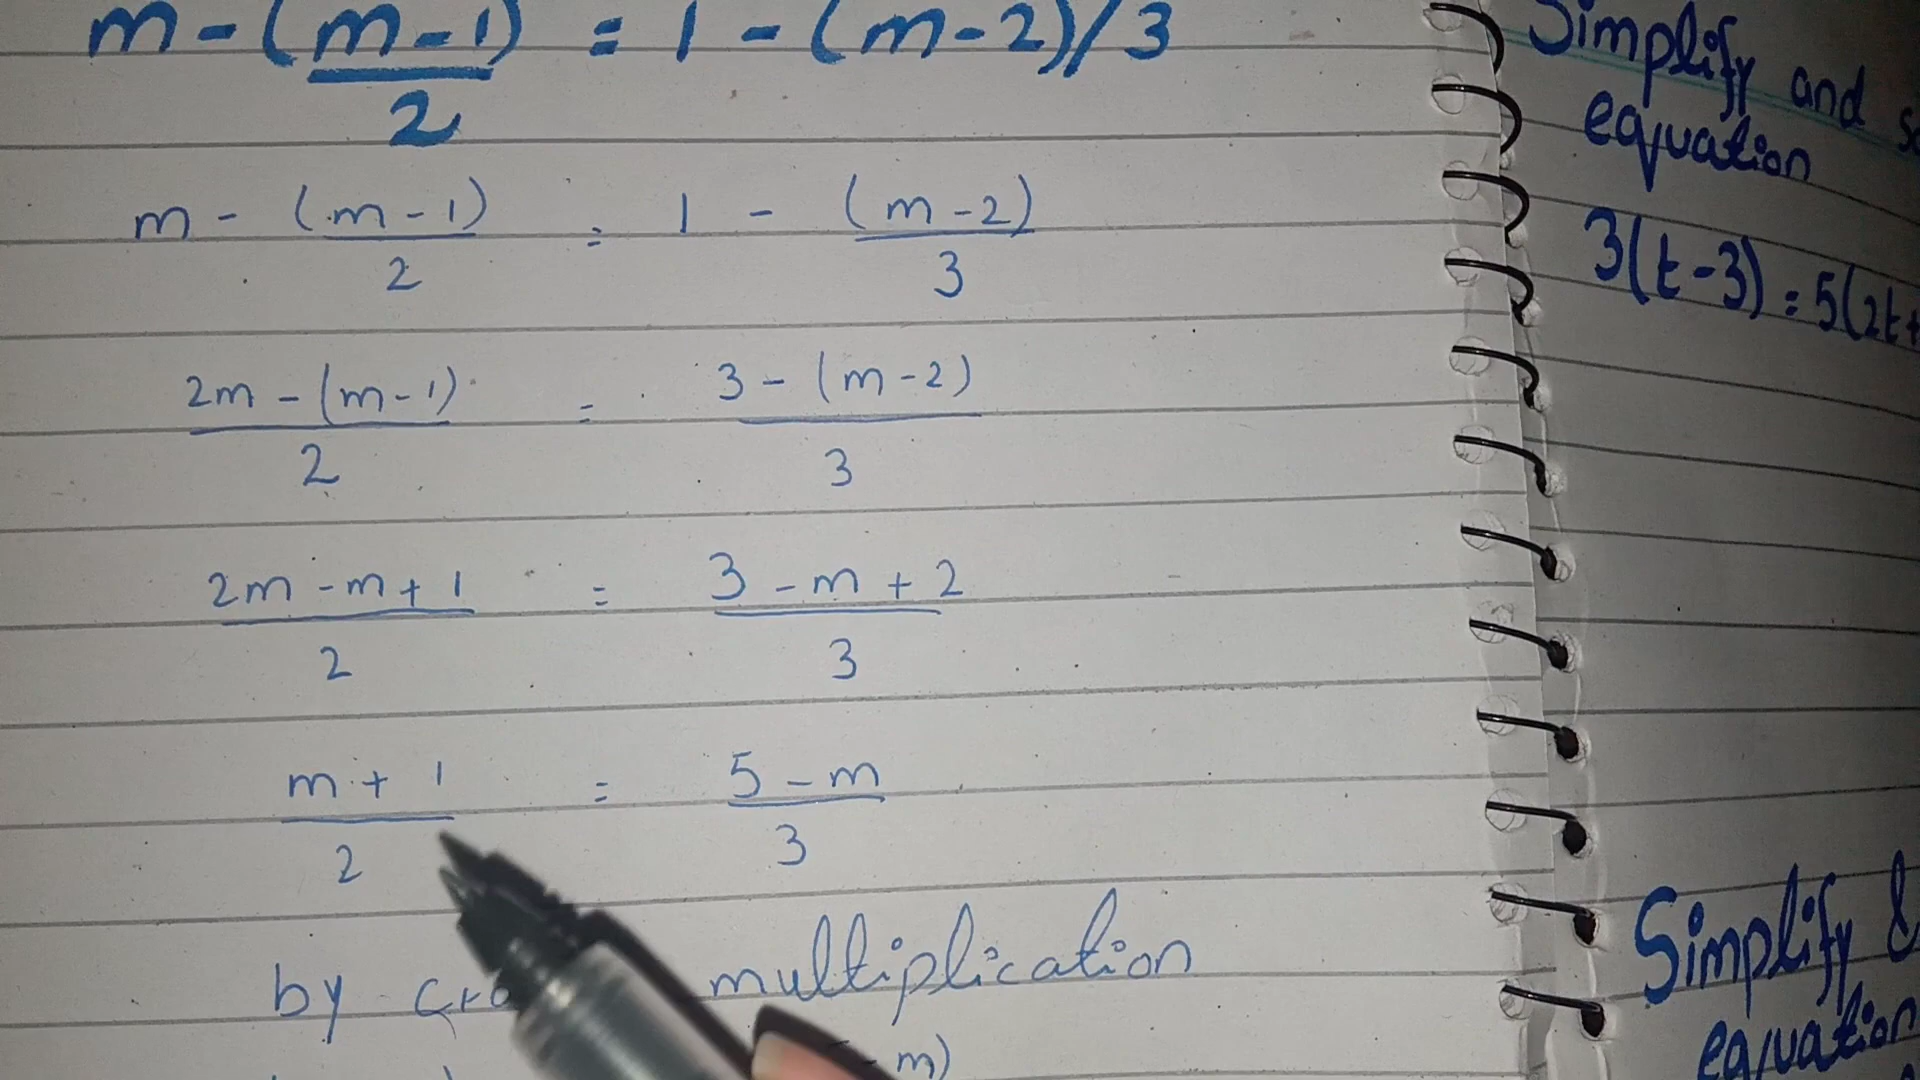 m - (m-1)/2 = 1 - (m-2)/3
m - (m-1)/2 = 1 - (m-2)/3
2m - (m-1)/2 = 3 - (m-2)/3
2m - m + 1/2 = 3 - m + 2/3
m + 1/2 = 5 - m/3
by multiplication
- m)
Simplify and
equation
3(t-3) = 5(2t+
Simplify &
equation